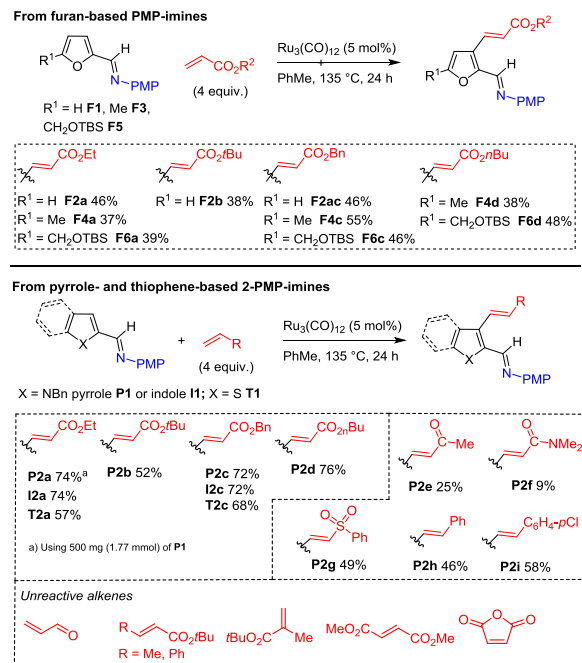 From furan-based PMP-imines
R¹ O H N PMP
CO₂R²
(4 equiv.)
Ru₃(CO)₁₂ (5 mol%)
+
PhMe, 135 °C, 24 h
CO₂R²
R¹ O H N PMP
R¹ = H F1, Me F3,
CH₂OTBS F5
CO₂Et
R¹ = H F2a 46%
R¹ = Me F4a 37%
R¹ = CH₂OTBS F6a 39%
CO₂tBu
R¹ = H F2b 38%
CO₂Bn
R¹ = H F2ac 46%
R¹ = Me F4c 55%
R¹ = CH₂OTBS F6c 46%
CO₂nBu
R¹ = Me F4d 38%
R¹ = CH₂OTBS F6d 48%
From pyrrole- and thiophene-based 2-PMP-imines
X H N PMP
+
R
(4 equiv.)
Ru₃(CO)₁₂ (5 mol%)
PhMe, 135 °C, 24 h
R
X H N PMP
X = NBn pyrrole P1 or indole I1; X = S T1
CO₂Et
P2a 74%ᵃ
I2a 74%
T2a 57%
CO₂tBu
P2b 52%
CO₂Bn
P2c 72%
I2c 72%
T2c 68%
CO₂nBu
P2d 76%
O Me
P2e 25%
O NMe₂
P2f 9%
a) Using 500 mg (1.77 mmol) of P1
O O S Ph
P2g 49%
Ph
P2h 46%
C₆H₄-pCl
P2i 58%
Unreactive alkenes
O
R CO₂tBu
R = Me, Ph
tBuO₂C Me
MeO₂C CO₂Me
O O O